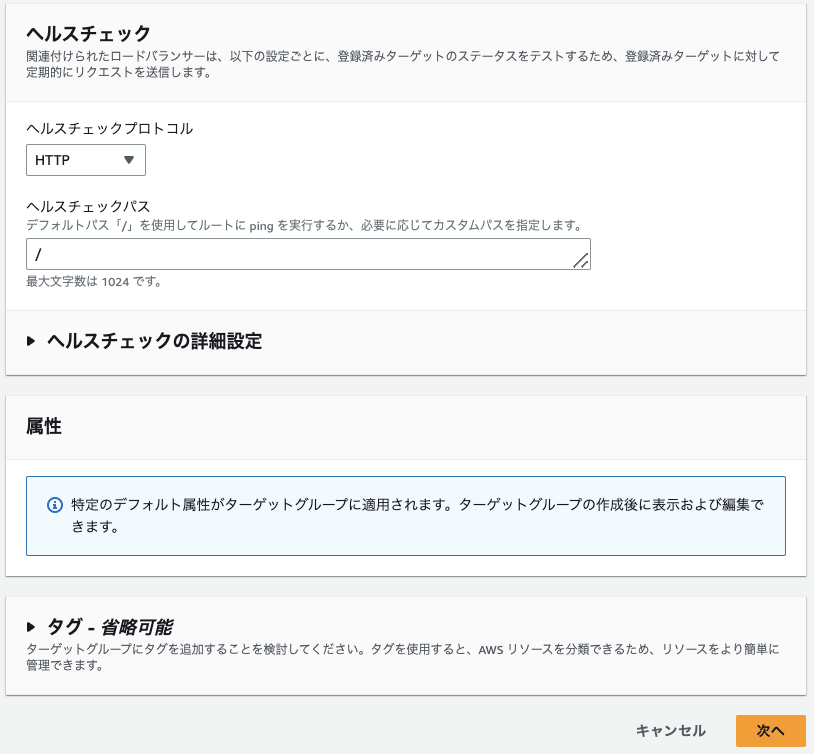 ヘルスチェック
関連付けられたロードバランサーは、以下の設定ごとに、登録済みターゲットのステータスをテストするため、登録済みターゲットに対して
定期的にリクエストを送信します。
ヘルスチェックプロトコル
HTTP
ヘルスチェックパス
デフォルトパス「/」を使用してルートに ping を実行するか、必要に応じてカスタムパスを指定します。
/
最大文字数は 1024 です。
ヘルスチェックの詳細設定
属性
特定のデフォルト属性がターゲットグループに適用されます。ターゲットグループの作成後に表示および編集で
きます。
タグ - 省略可能
ターゲットグループにタグを追加することを検討してください。タグを使用すると、AWS リソースを分類できるため、リソースをより簡単に
管理できます。
キャンセル
次へ